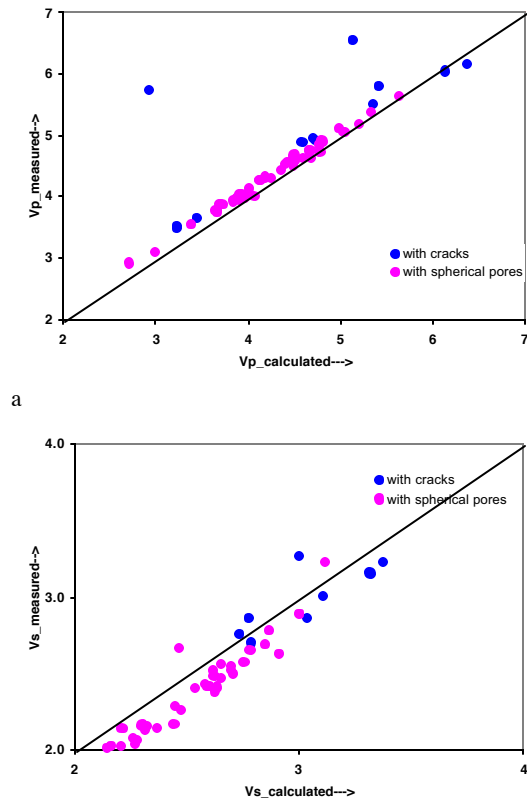 7
6
Vp_measured-->
5
4
3
with cracks
with spherical pores
2
2 3 4 5 6 7
Vp_calculated--->
a
4.0
with cracks
with spherical pores
Vs_measured-->
3.0
2.0
2 3 4
Vs_calculated--->